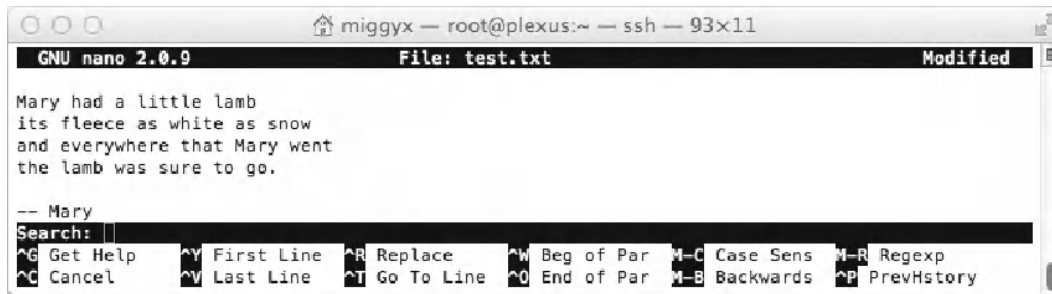 miggyx — root@plexus:~ — ssh — 93×11
GNU nano 2.0.9 File: test.txt Modified
Mary had a little lamb
its fleece as white as snow
and everywhere that Mary went
the lamb was sure to go.
-- Mary
Search:
^G Get Help ^Y First Line ^R Replace ^W Beg of Par M-C Case Sens M-R Regexp
^C Cancel ^V Last Line ^T Go To Line ^O End of Par M-B Backwards ^P PrevHstory